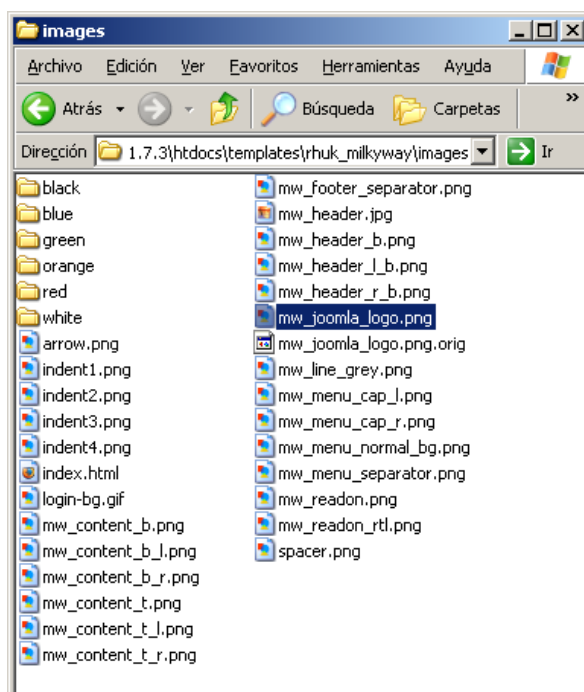 images
Archivo Edición Ver Favoritos Herramientas Ayuda
Atrás Búsqueda Carpetas »
Dirección 1.7.3\htdocs\templates\rhuk_milkyway\images Ir
black
blue
green
orange
red
white
arrow.png
indent1.png
indent2.png
indent3.png
indent4.png
index.html
login-bg.gif
mw_content_b.png
mw_content_b_l.png
mw_content_b_r.png
mw_content_t.png
mw_content_t_l.png
mw_content_t_r.png
mw_footer_separator.png
mw_header.jpg
mw_header_b.png
mw_header_l_b.png
mw_header_r_b.png
mw_joomla_logo.png
mw_joomla_logo.png.orig
mw_line_grey.png
mw_menu_cap_l.png
mw_menu_cap_r.png
mw_menu_normal_bg.png
mw_menu_separator.png
mw_readon.png
mw_readon_rtl.png
spacer.png